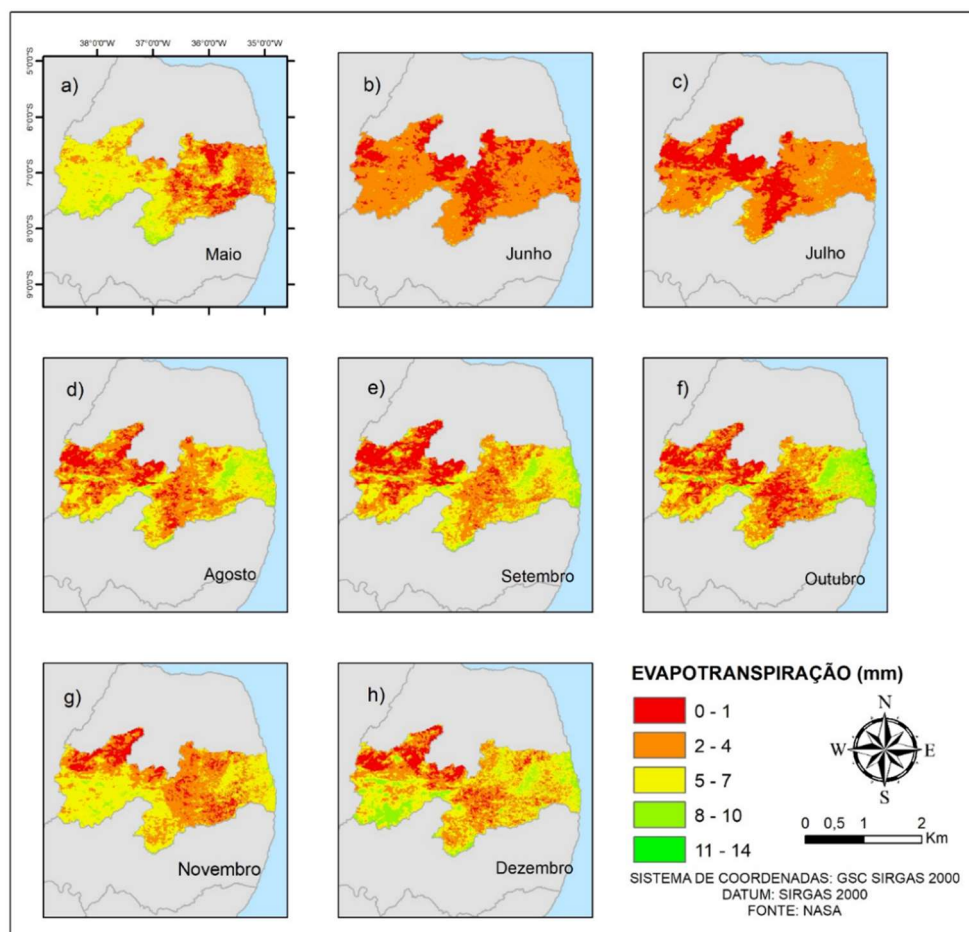 38°0'0"W 37°0'0"W 36°0'0"W 35°0'0"W
5°0'0"S
6°0'0"S
7°0'0"S
8°0'0"S
9°0'0"S
a)
Maio
b)
Junho
c)
Julho
d)
Agosto
e)
Setembro
f)
Outubro
g)
Novembro
h)
Dezembro
EVAPOTRANSPIRAÇÃO (mm)
0 - 1
2 - 4
5 - 7
8 - 10
11 - 14
N
W E
S
0 0,5 1 2
Km
SISTEMA DE COORDENADAS: GSC SIRGAS 2000
DATUM: SIRGAS 2000
FONTE: NASA